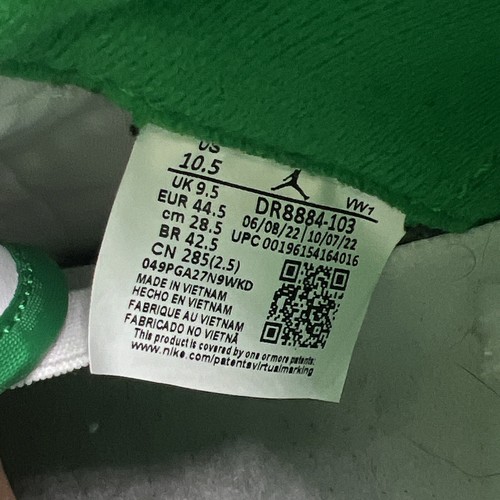 US
10.5
UK 9.5
EUR 44.5
cm 28.5
BR 42.5
CN 285(2.5)
VW1
DR8884-103
06/08/22 | 10/07/22
UPC 00196154164016
049PGA27N9WKD
MADE IN VIETNAM
HECHO EN VIETNAM
FABRIQUE AU VIETNAM
FABRICADO NO VIETNÃ
This product is covered by one or more patents:
www.nike.com/patentsvirtualmarking